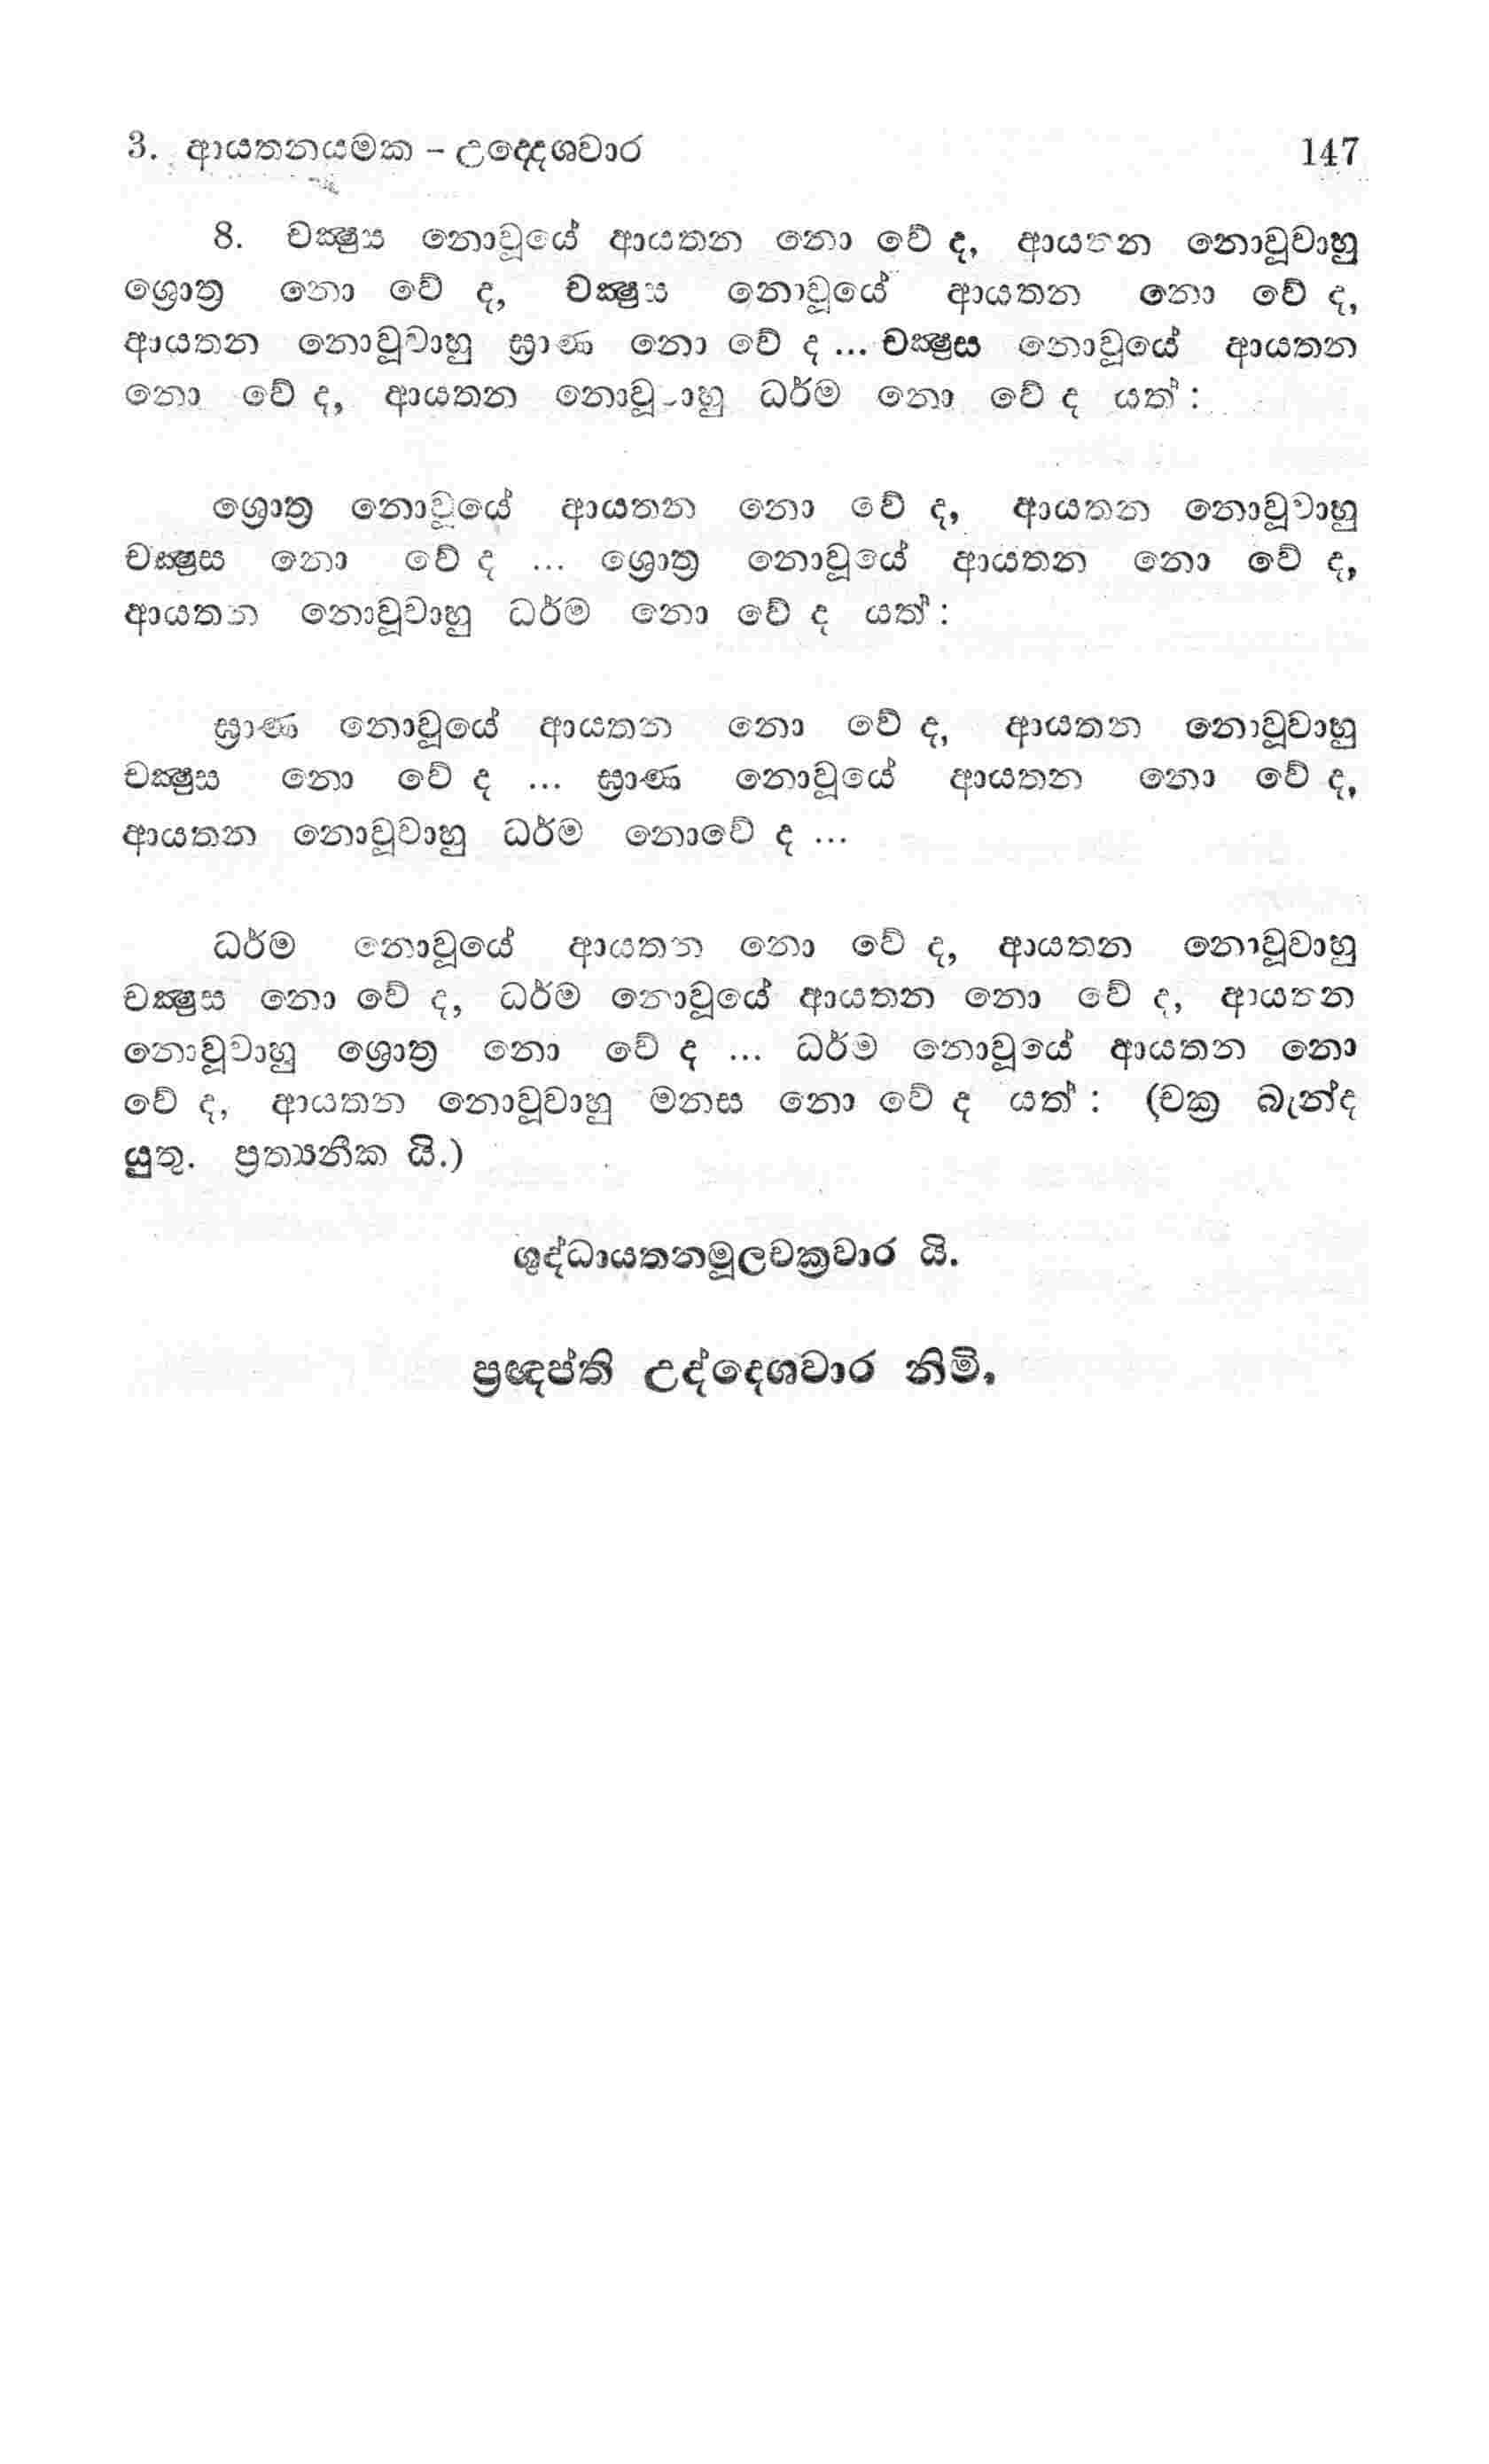 3. ආයතනයමක - උද්දෙශවාර 147
8. චක්‍ෂුස නොවූයේ ආයතන නො වේ ද, ආයතන නොවූවාහු
ශ්‍රොත්‍ර නො වේ ද, චක්‍ෂුස නොවූයේ ආයතන නො වේ ද,
ආයතන නොවූවාහු ඝ්‍රාණ නො වේ ද ... චක්‍ෂුස නොවූයේ ආයතන
නො වේ ද, ආයතන නොවූවාහු ධර්ම නො වේ ද යත් :
ශ්‍රොත්‍ර නොවූයේ ආයතන නො වේ ද, ආයතන නොවූවාහු
චක්‍ෂුස නො වේ ද ... ශ්‍රොත්‍ර නොවූයේ ආයතන නො වේ ද,
ආයතන නොවූවාහු ධර්ම නො වේ ද යත් :
ඝ්‍රාණ නොවූයේ ආයතන නො වේ ද, ආයතන නොවූවාහු
චක්‍ෂුස නො වේ ද ... ඝ්‍රාණ නොවූයේ ආයතන නො වේ ද,
ආයතන නොවූවාහු ධර්ම නොවේ ද ...
ධර්ම නොවූයේ ආයතන නො වේ ද, ආයතන නොවූවාහු
චක්‍ෂුස නො වේ ද, ධර්ම නොවූයේ ආයතන නො වේ ද, ආයතන
නොවූවාහු ශ්‍රොත්‍ර නො වේ ද ... ධර්ම නොවූයේ ආයතන නො
වේ ද, ආයතන නොවූවාහු මනස නො වේ ද යත් : (චක්‍ර බැන්ද
යුතු. ප්‍රත්‍යනීක යි.)
ශුද්ධායතනමූලචක්‍රවාර යි.
ප්‍රඥප්ති උද්දෙශවාර නිමි.